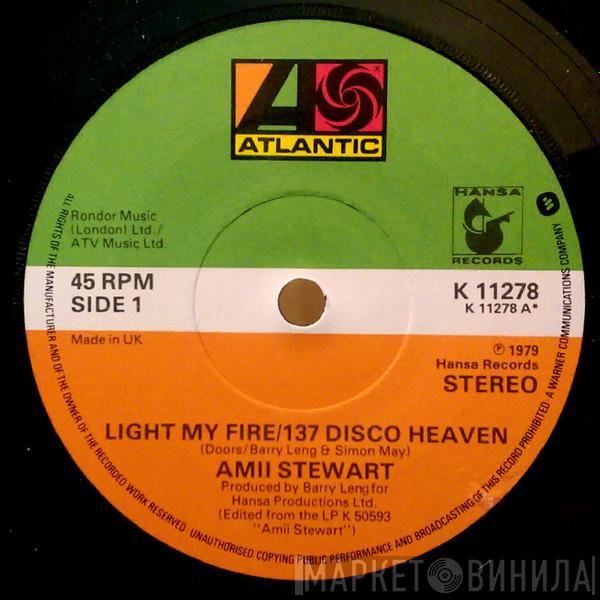 ATLANTIC
HANSA
RECORDS
Rondor Music
(London) Ltd./
ATV Music Ltd.
45 RPM
SIDE 1
K 11278
K 11278 A*
Made in UK
℗ 1979
Hansa Records
STEREO
LIGHT MY FIRE/137 DISCO HEAVEN
(Doors/Barry Leng & Simon May)
AMII STEWART
Produced by Barry Leng for
Hansa Productions Ltd.
(Edited from the LP K 50593
"Amii Stewart")
ALL RIGHTS OF THE MANUFACTURER AND OF THE OWNER OF THE RECORDED WORK RESERVED UNAUTHORISED COPYING PUBLIC PERFORMANCE AND BROADCASTING OF THIS RECORD PROHIBITED A WARNER COMMUNICATIONS COMPANY
МАРКЕТ ВИНИЛА